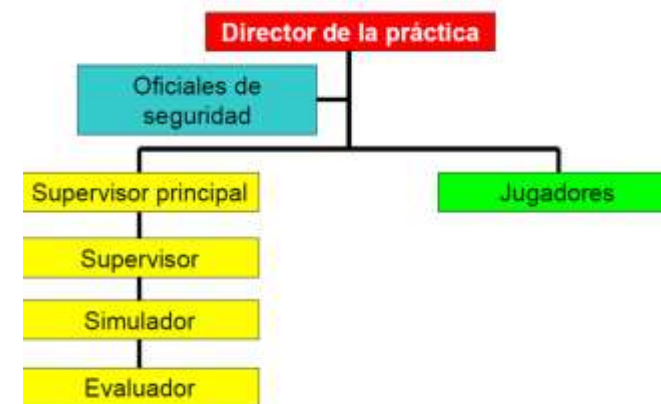 Director de la práctica
Oficiales de
seguridad
Supervisor principal
Jugadores
Supervisor
Simulador
Evaluador